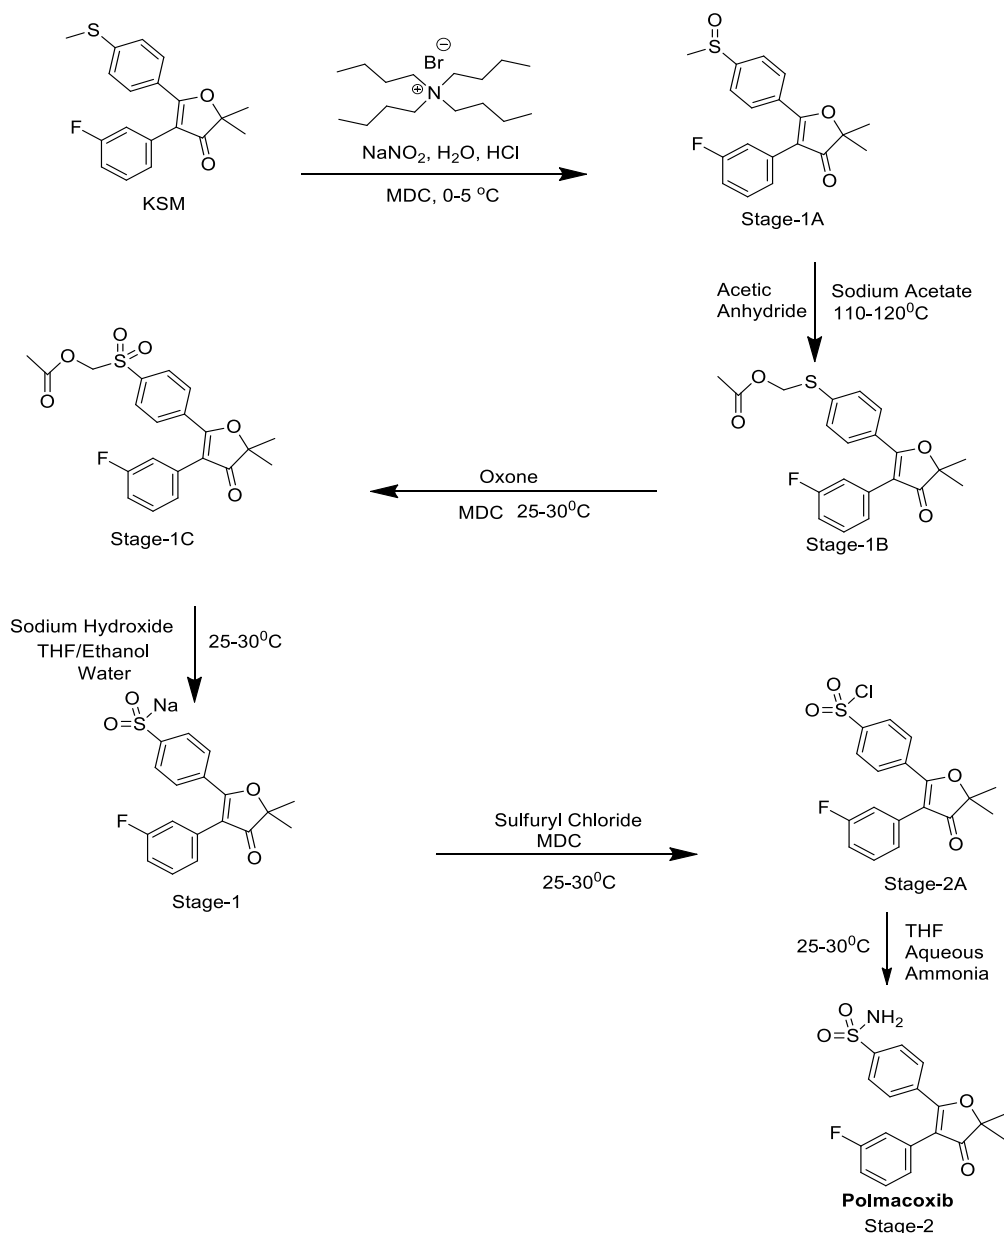 S
O
F
O
KSM
Br ⊖
⊕
N
NaNO2, H2O, HCl
MDC, 0-5 °C
O
S
O
F
O
Stage-1A
Acetic
Anhydride
Sodium Acetate
110-120⁰C
O
O
S
O
F
O
Stage-1B
Oxone
MDC 25-30⁰C
O
O
O
S
O
O
F
O
Stage-1C
Sodium Hydroxide
THF/Ethanol
Water
25-30⁰C
O
Na
O
S
O
F
O
Stage-1
Sulfuryl Chloride
MDC
25-30⁰C
O
Cl
O
S
O
F
O
Stage-2A
25-30⁰C
THF
Aqueous
Ammonia
O
NH2
O
S
O
F
O
Polmacoxib
Stage-2